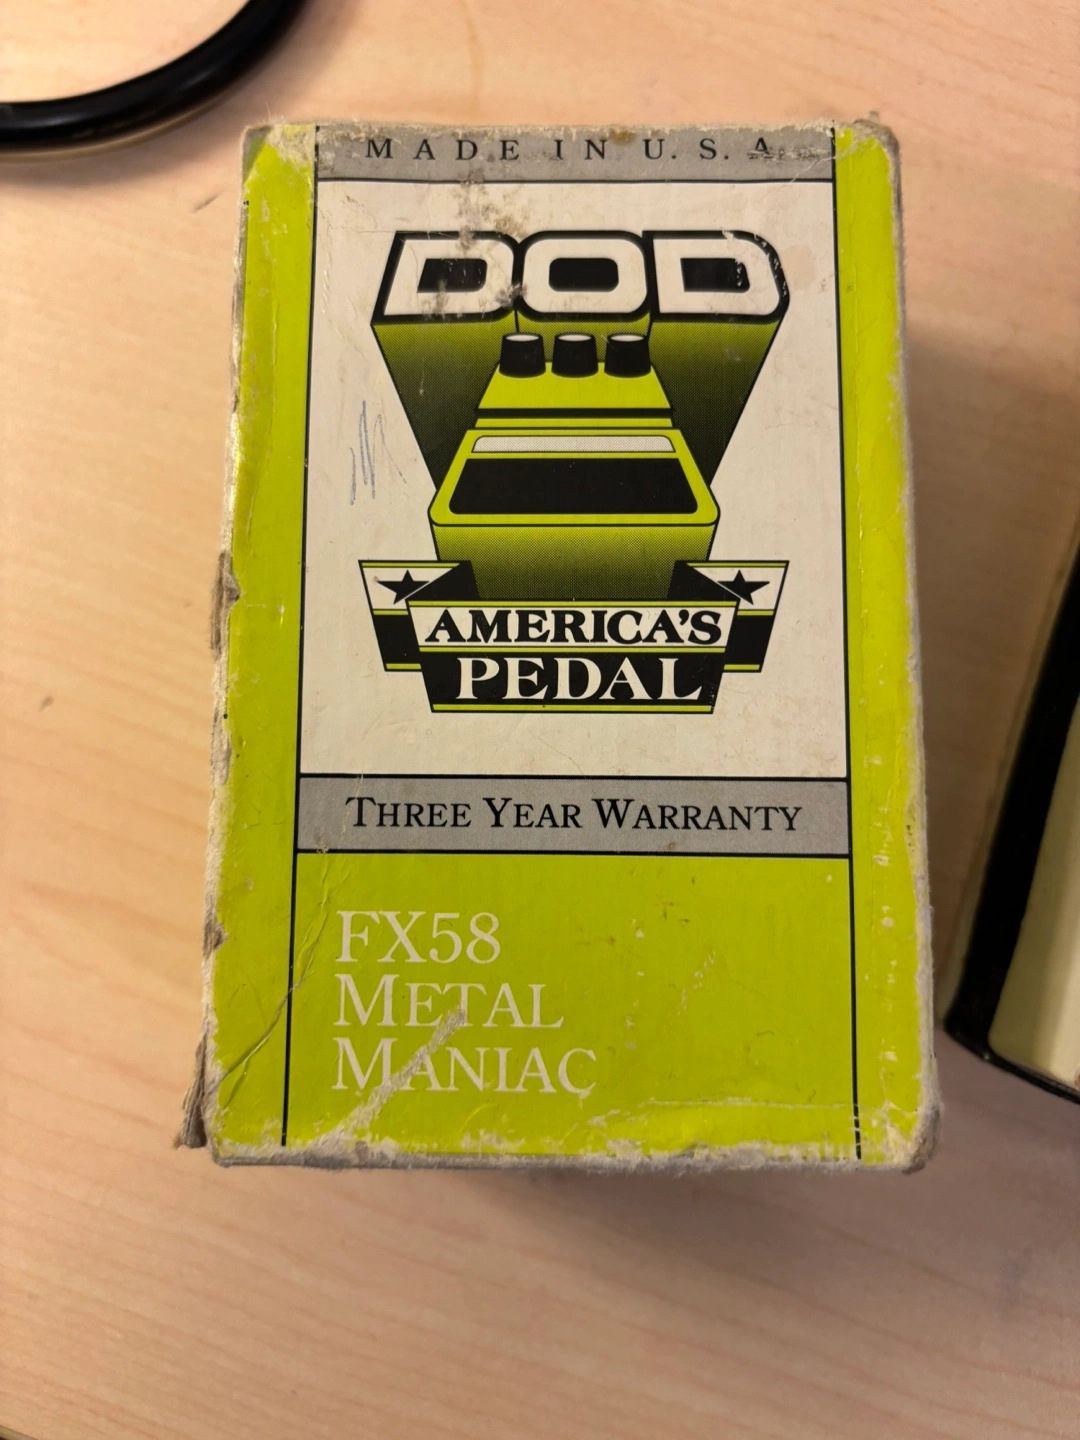 MADE IN U.S.A.
DOD
AMERICA'S
PEDAL
THREE YEAR WARRANTY
FX58
METAL
MANIAC